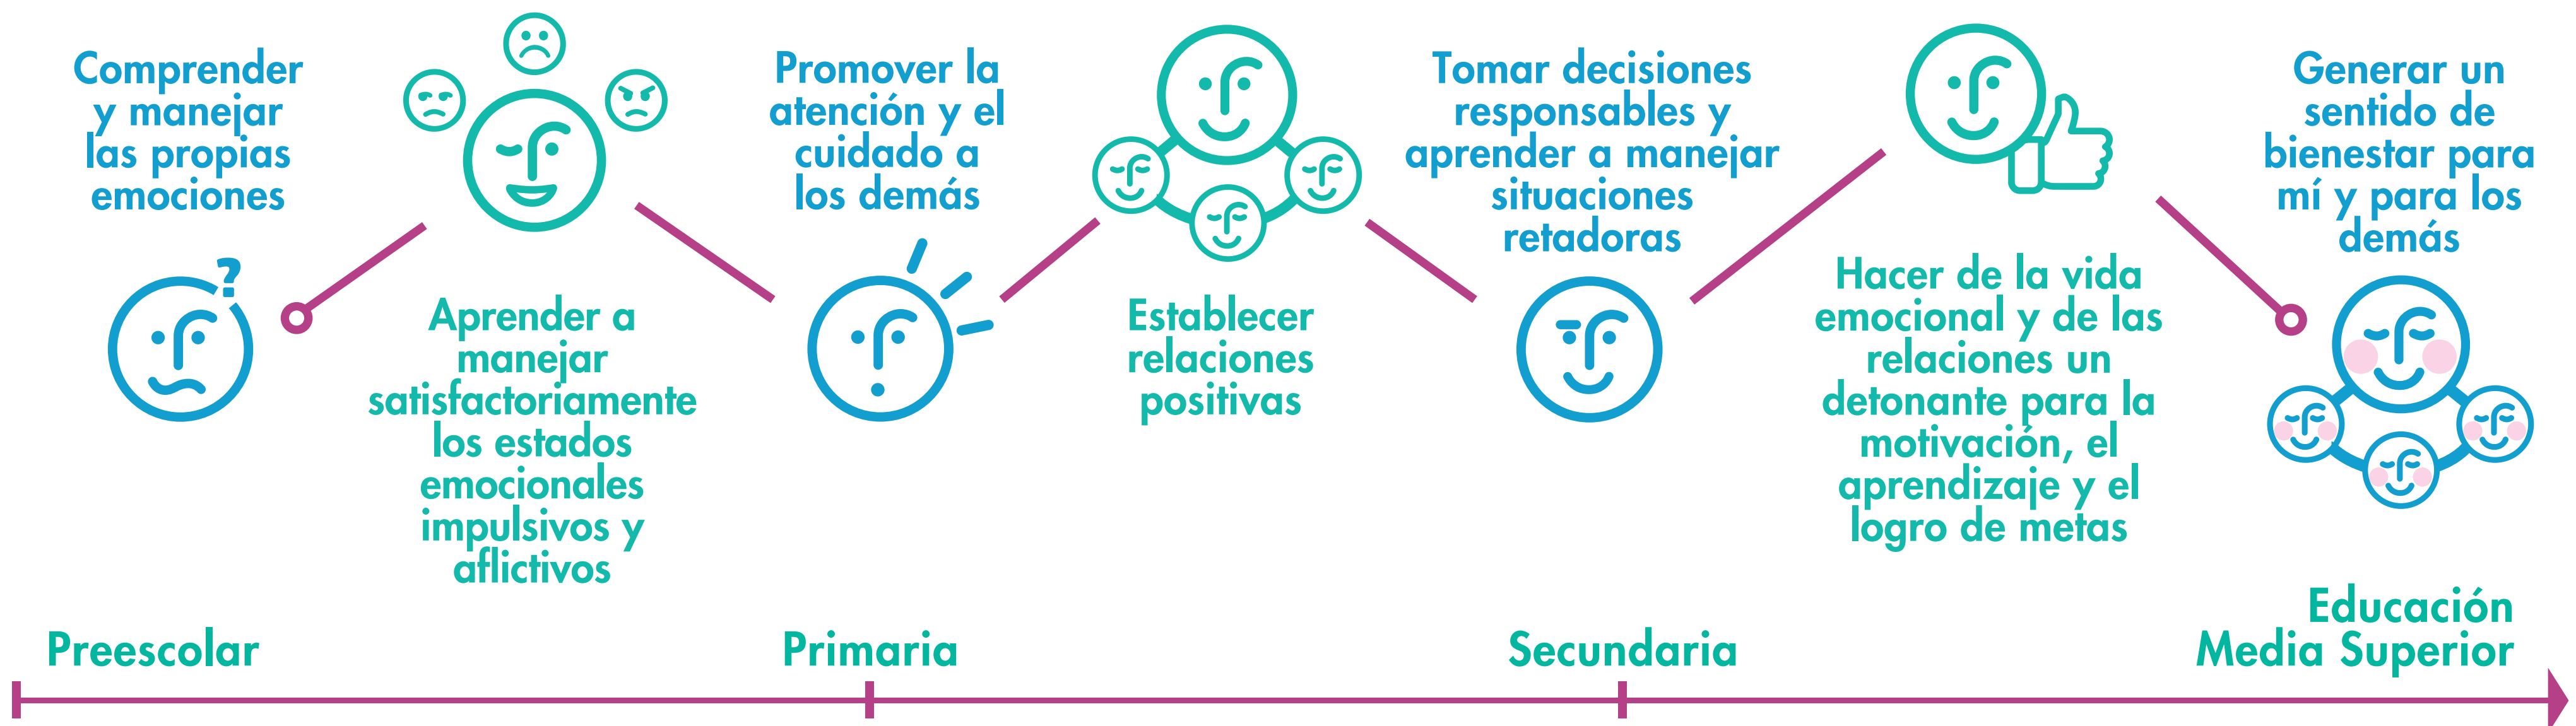 Comprender
y manejar
las propias
emociones
?
Aprender a
manejar
satisfactoriamente
los estados
emocionales
impulsivos y
aflictivos
Promover la
atención y el
cuidado a
los demás
Establecer
relaciones
positivas
Tomar decisiones
responsables y
aprender a manejar
situaciones
retadoras
Hacer de la vida
emocional y de las
relaciones un
detonante para la
motivación, el
aprendizaje y el
logro de metas
Generar un
sentido de
bienestar para
mí y para los
demás
Preescolar
Primaria
Secundaria
Educación
Media Superior